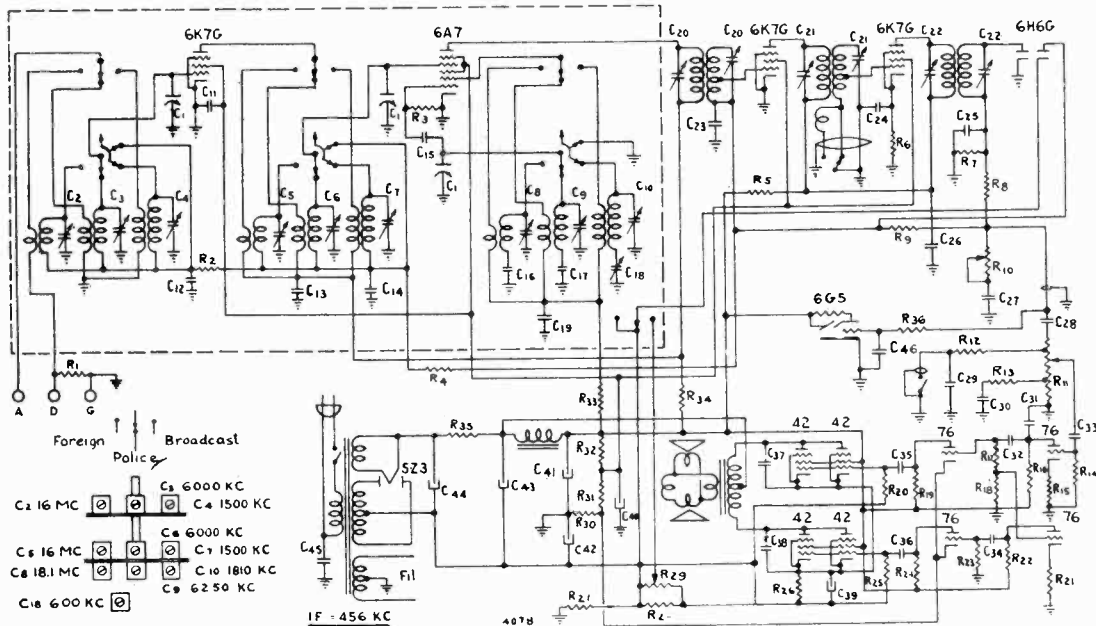 6K7G
6A7
C20
C20
6K7G
C21
C21
6K7G
C22
C22
6H6G
C1
C11
C1
R3
C15
C1
C23
C24
R6
C25
R7
R8
R5
C2
C3
C4
C5
C6
C7
C8
C9
C10
R9
C26
R10
C27
R2
C12
C13
C14
C16
C17
C18
C19
6G5
R36
C28
C46
R12
R1
R4
R33
R34
C29
R13
C30
R11
C31
C33
A D G
Foreign
Broadcast
Police
R35
R32
42 42
76
76
C32
5Z3
C41
C37
C35
R17
R16
R14
C44
C43
R31
R20
R19
R18
R15
C3 6000 KC
C2 16 MC
C4 1500 KC
R30
C40
42 42
76
76
C6 6000 KC
C45
C42
C38
C36
C34
R22
C5 16 MC
C7 1500 KC
C8 18.1 MC
C10 1810 KC
C9 6250 KC
Fil
R29
R26
C39
R25
R24
R23
R21
C18 600 KC
IF = 456 KC
4078
R21
R2